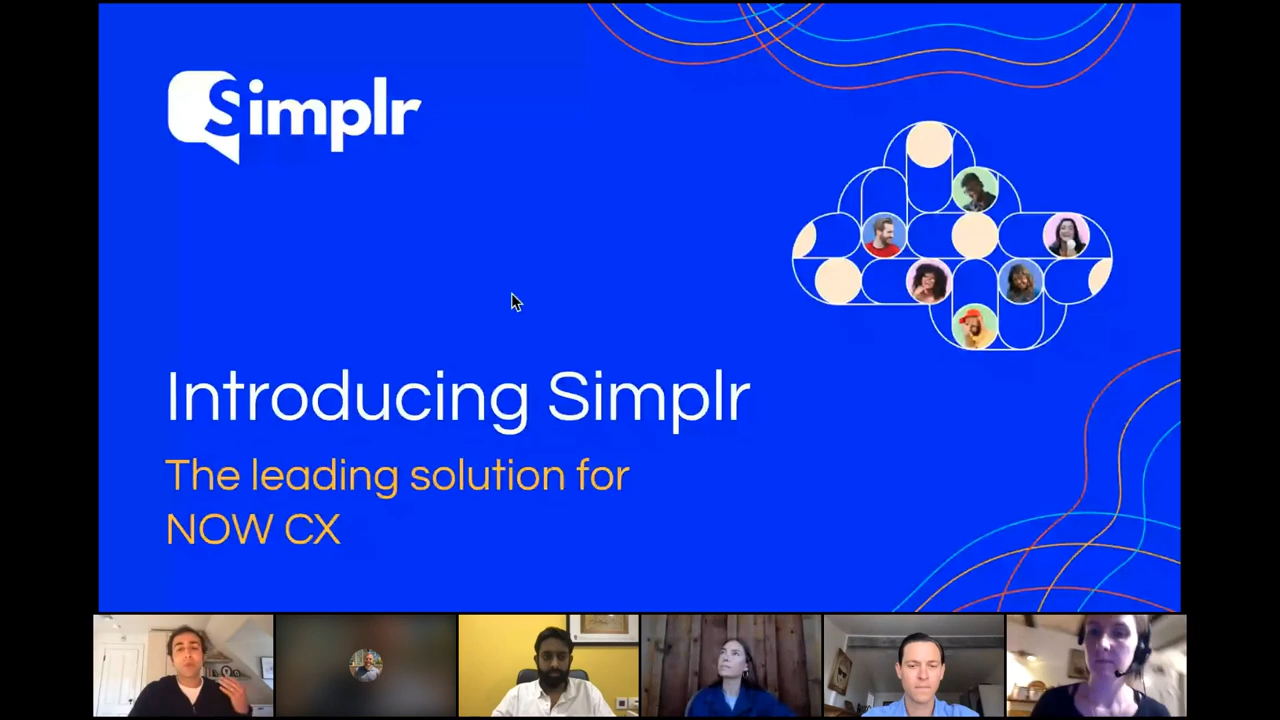 Simplr
Introducing Simplr
The leading solution for
NOW CX